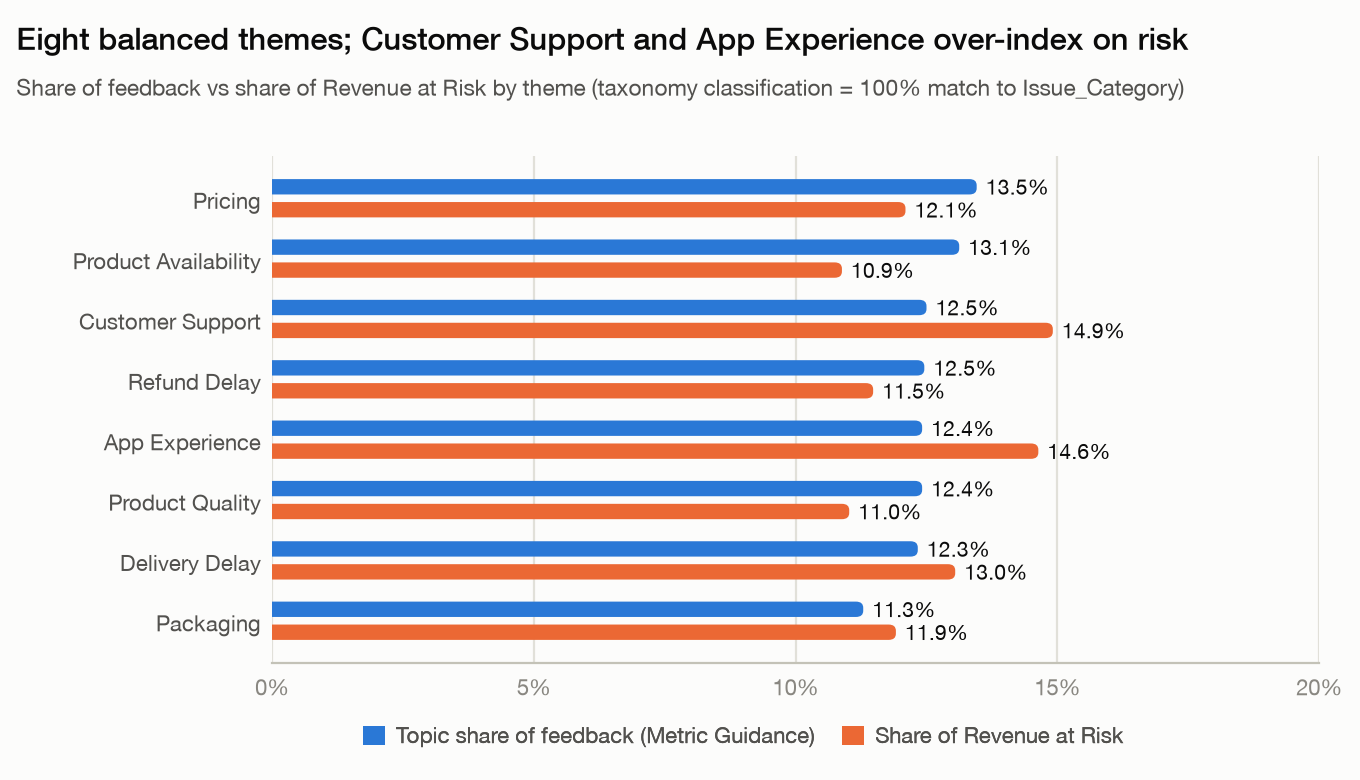 Eight balanced themes; Customer Support and App Experience over-index on risk
Share of feedback vs share of Revenue at Risk by theme (taxonomy classification = 100% match to Issue_Category)
Pricing
13.5%
12.1%
Product Availability
13.1%
10.9%
Customer Support
12.5%
14.9%
Refund Delay
12.5%
11.5%
App Experience
12.4%
14.6%
Product Quality
12.4%
11.0%
Delivery Delay
12.3%
13.0%
Packaging
11.3%
11.9%
0% 5% 10% 15% 20%
Topic share of feedback (Metric Guidance) Share of Revenue at Risk